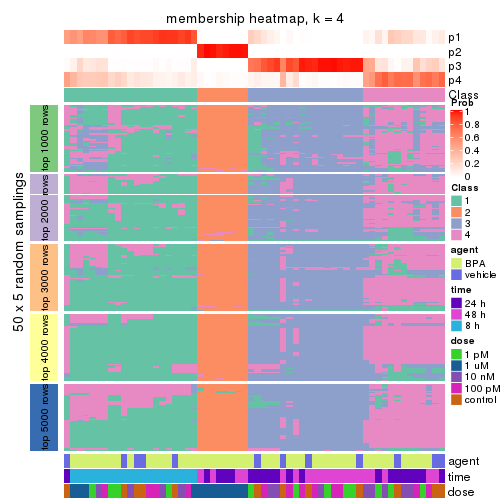 membership heatmap, k = 4
p1
p2
p3
p4
Class
50 x 5 random samplings
top 1000 rows
top 2000 rows
top 3000 rows
top 4000 rows
top 5000 rows
agent
time
dose
Prob
1
0.8
0.6
0.4
0.2
0
Class
1
2
3
4
agent
BPA
vehicle
time
24 h
48 h
8 h
dose
1 pM
1 uM
10 nM
100 pM
control